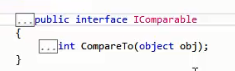 ...public interface IComparable
{
...int CompareTo(object obj);
}